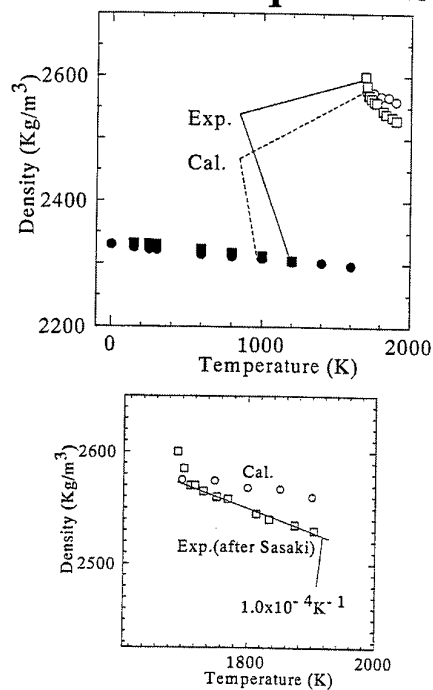 2600
Exp.
Cal.
2400
2200
0
1000
2000
Density (Kg/m³)
Temperature (K)
2600
Cal.
Exp.(after Sasaki)
2500
1.0x10⁻⁴K⁻¹
1800
2000
Density (Kg/m³)
Temperature (K)